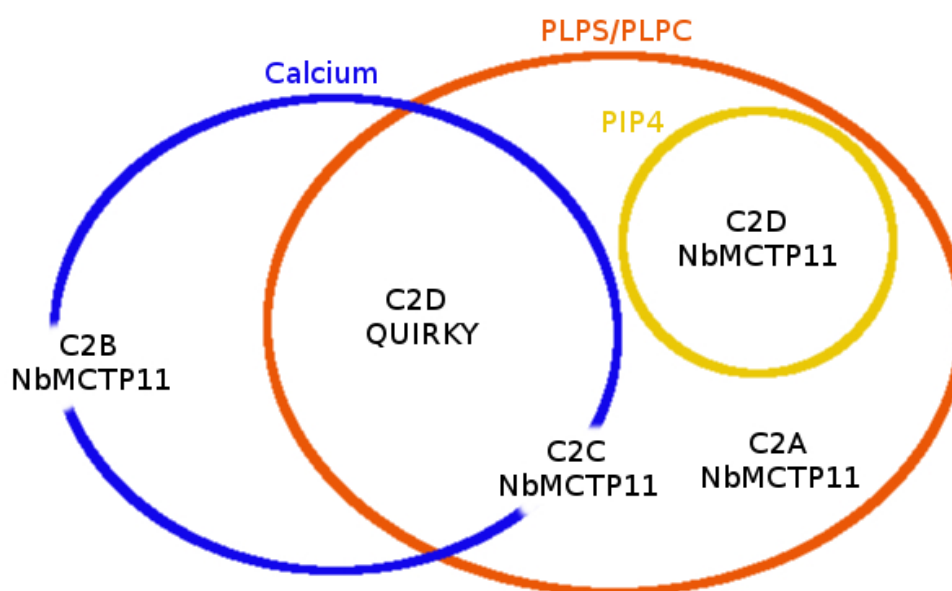 PLPS/PLPC
Calcium
PIP4
C2D
NbMCTP11
C2D
QUIRKY
C2B
NbMCTP11
C2C
NbMCTP11
C2A
NbMCTP11